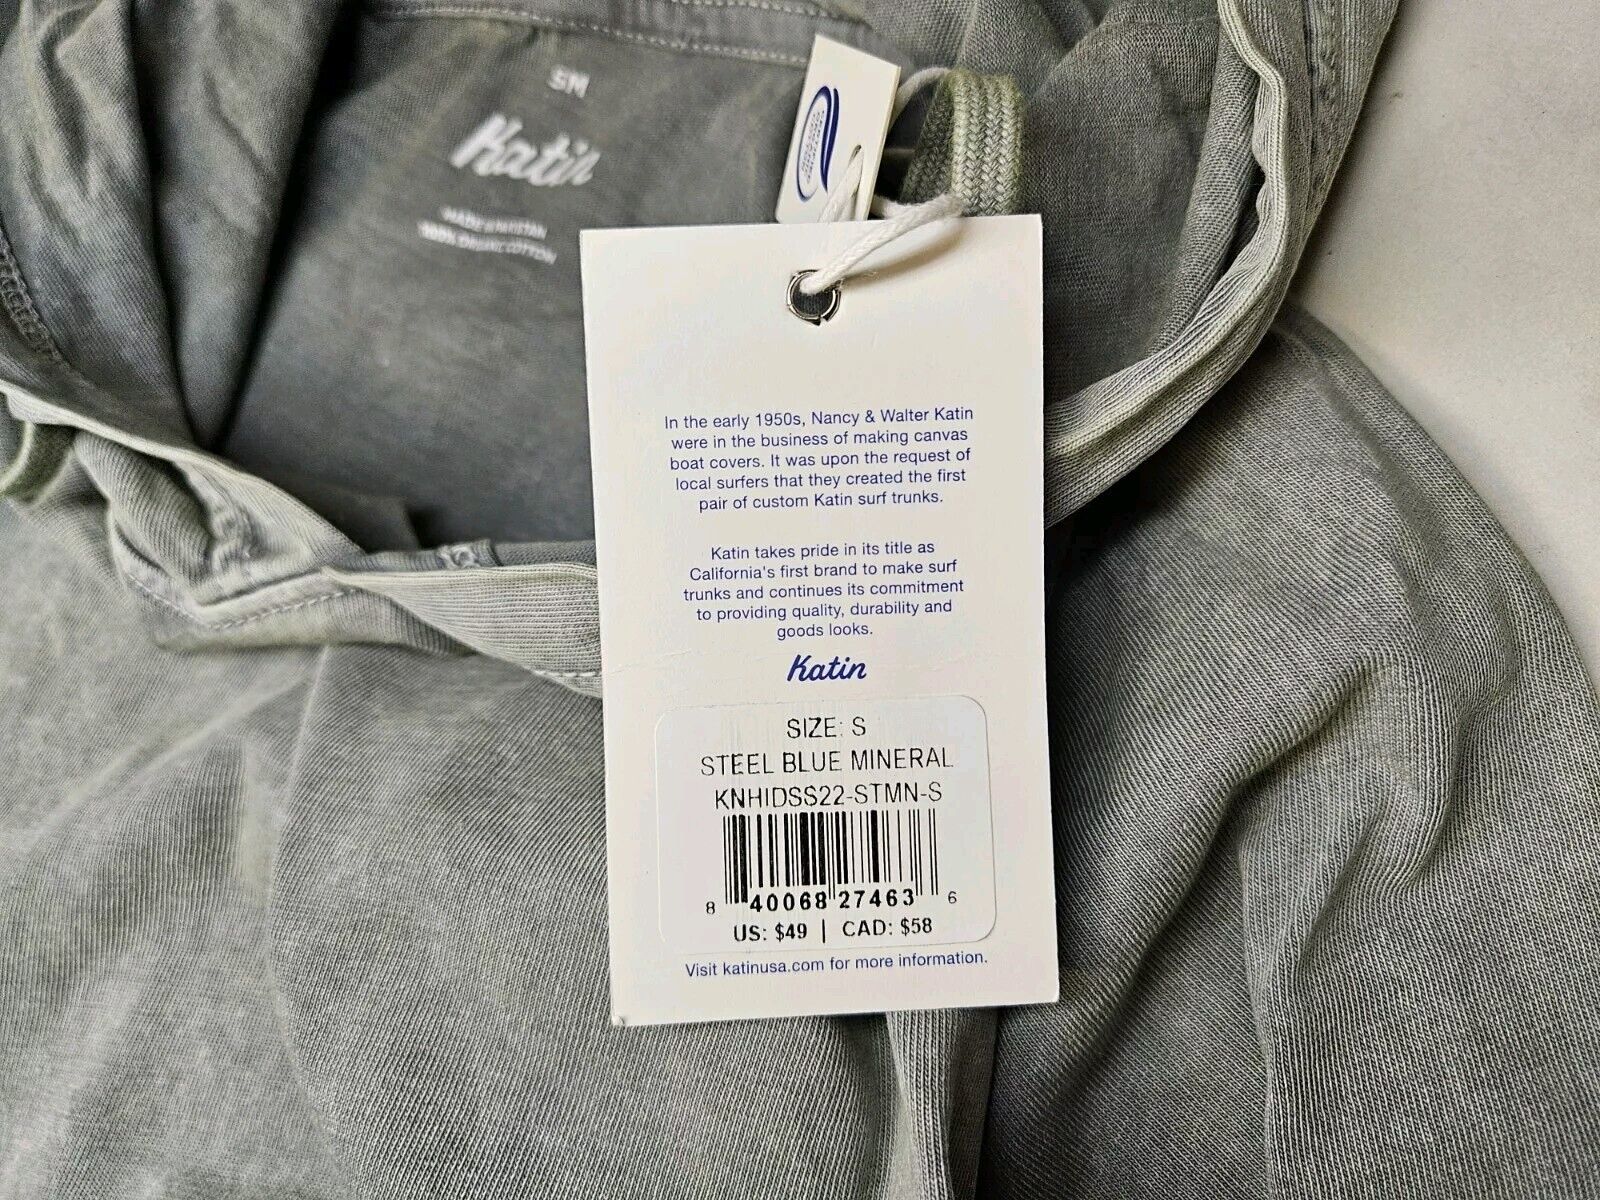 SM
Katin
100% ORGANIC COTTON
In the early 1950s, Nancy & Walter Katin
were in the business of making canvas
boat covers. It was upon the request of
local surfers that they created the first
pair of custom Katin surf trunks.
Katin takes pride in its title as
California's first brand to make surf
trunks and continues its commitment
to providing quality, durability and
goods looks.
Katin
SIZE: S
STEEL BLUE MINERAL
KNHIDSS22-STMN-S
8 40068 27463 6
US: $49 | CAD: $58
Visit katinusa.com for more information.